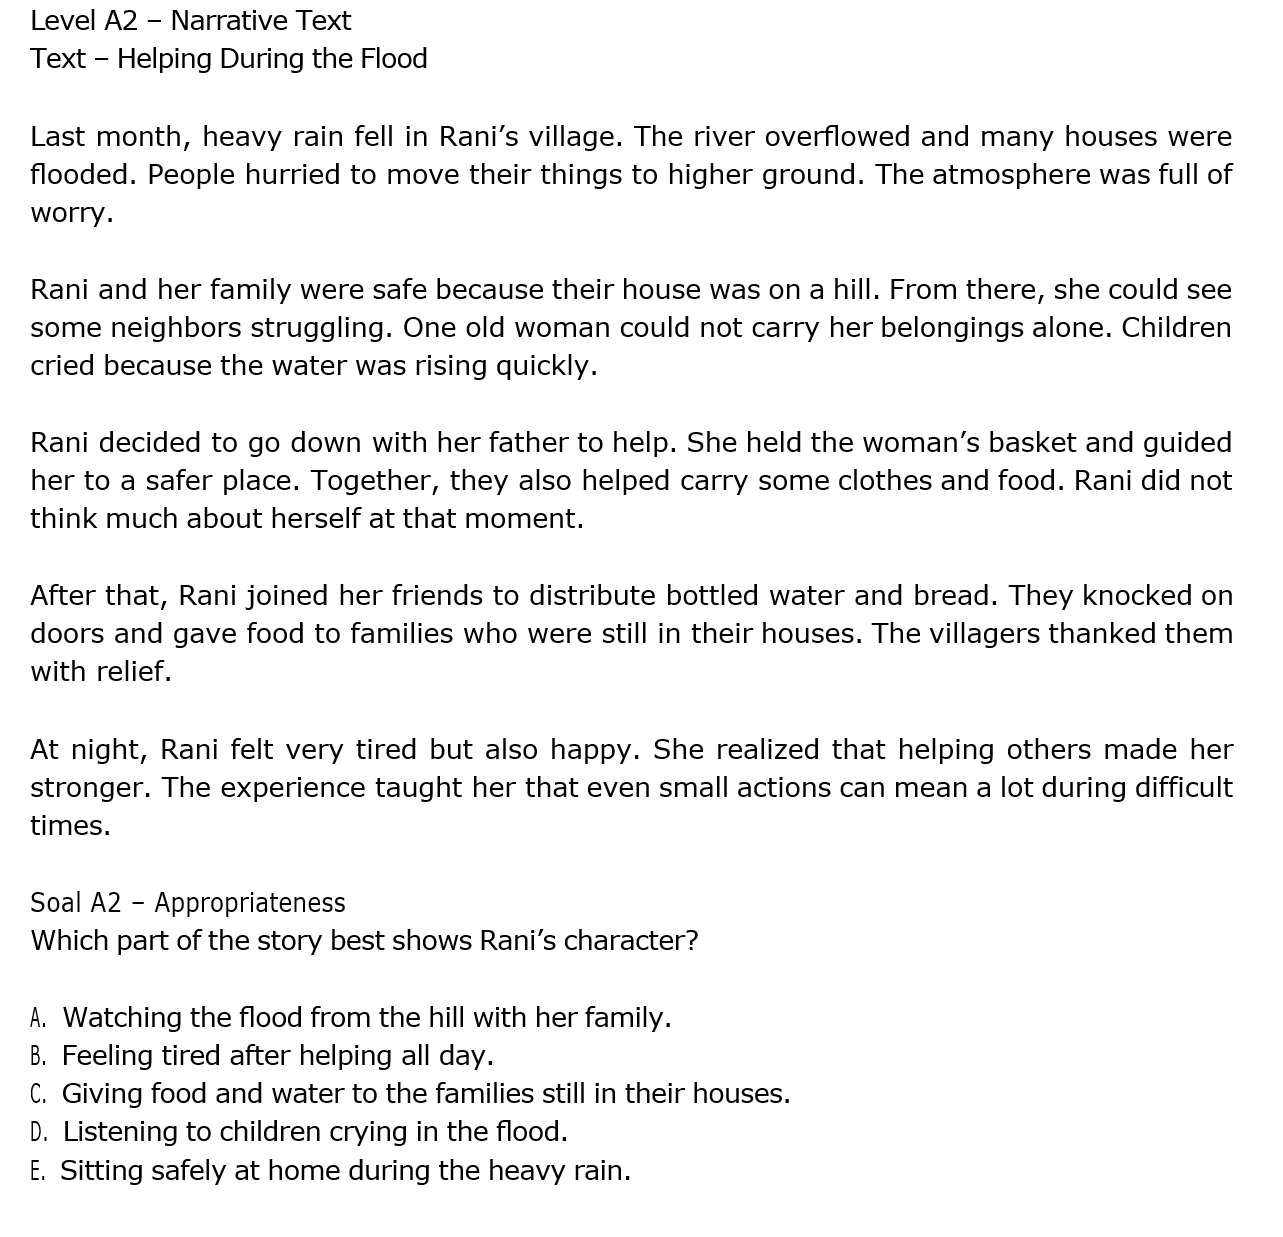 Level A2 – Narrative Text
Text – Helping During the Flood
Last month, heavy rain fell in Rani’s village. The river overflowed and many houses were
flooded. People hurried to move their things to higher ground. The atmosphere was full of
worry.
Rani and her family were safe because their house was on a hill. From there, she could see
some neighbors struggling. One old woman could not carry her belongings alone. Children
cried because the water was rising quickly.
Rani decided to go down with her father to help. She held the woman’s basket and guided
her to a safer place. Together, they also helped carry some clothes and food. Rani did not
think much about herself at that moment.
After that, Rani joined her friends to distribute bottled water and bread. They knocked on
doors and gave food to families who were still in their houses. The villagers thanked them
with relief.
At night, Rani felt very tired but also happy. She realized that helping others made her
stronger. The experience taught her that even small actions can mean a lot during difficult
times.
Soal A2 – Appropriateness
Which part of the story best shows Rani’s character?
A. Watching the flood from the hill with her family.
B. Feeling tired after helping all day.
C. Giving food and water to the families still in their houses.
D. Listening to children crying in the flood.
E. Sitting safely at home during the heavy rain.